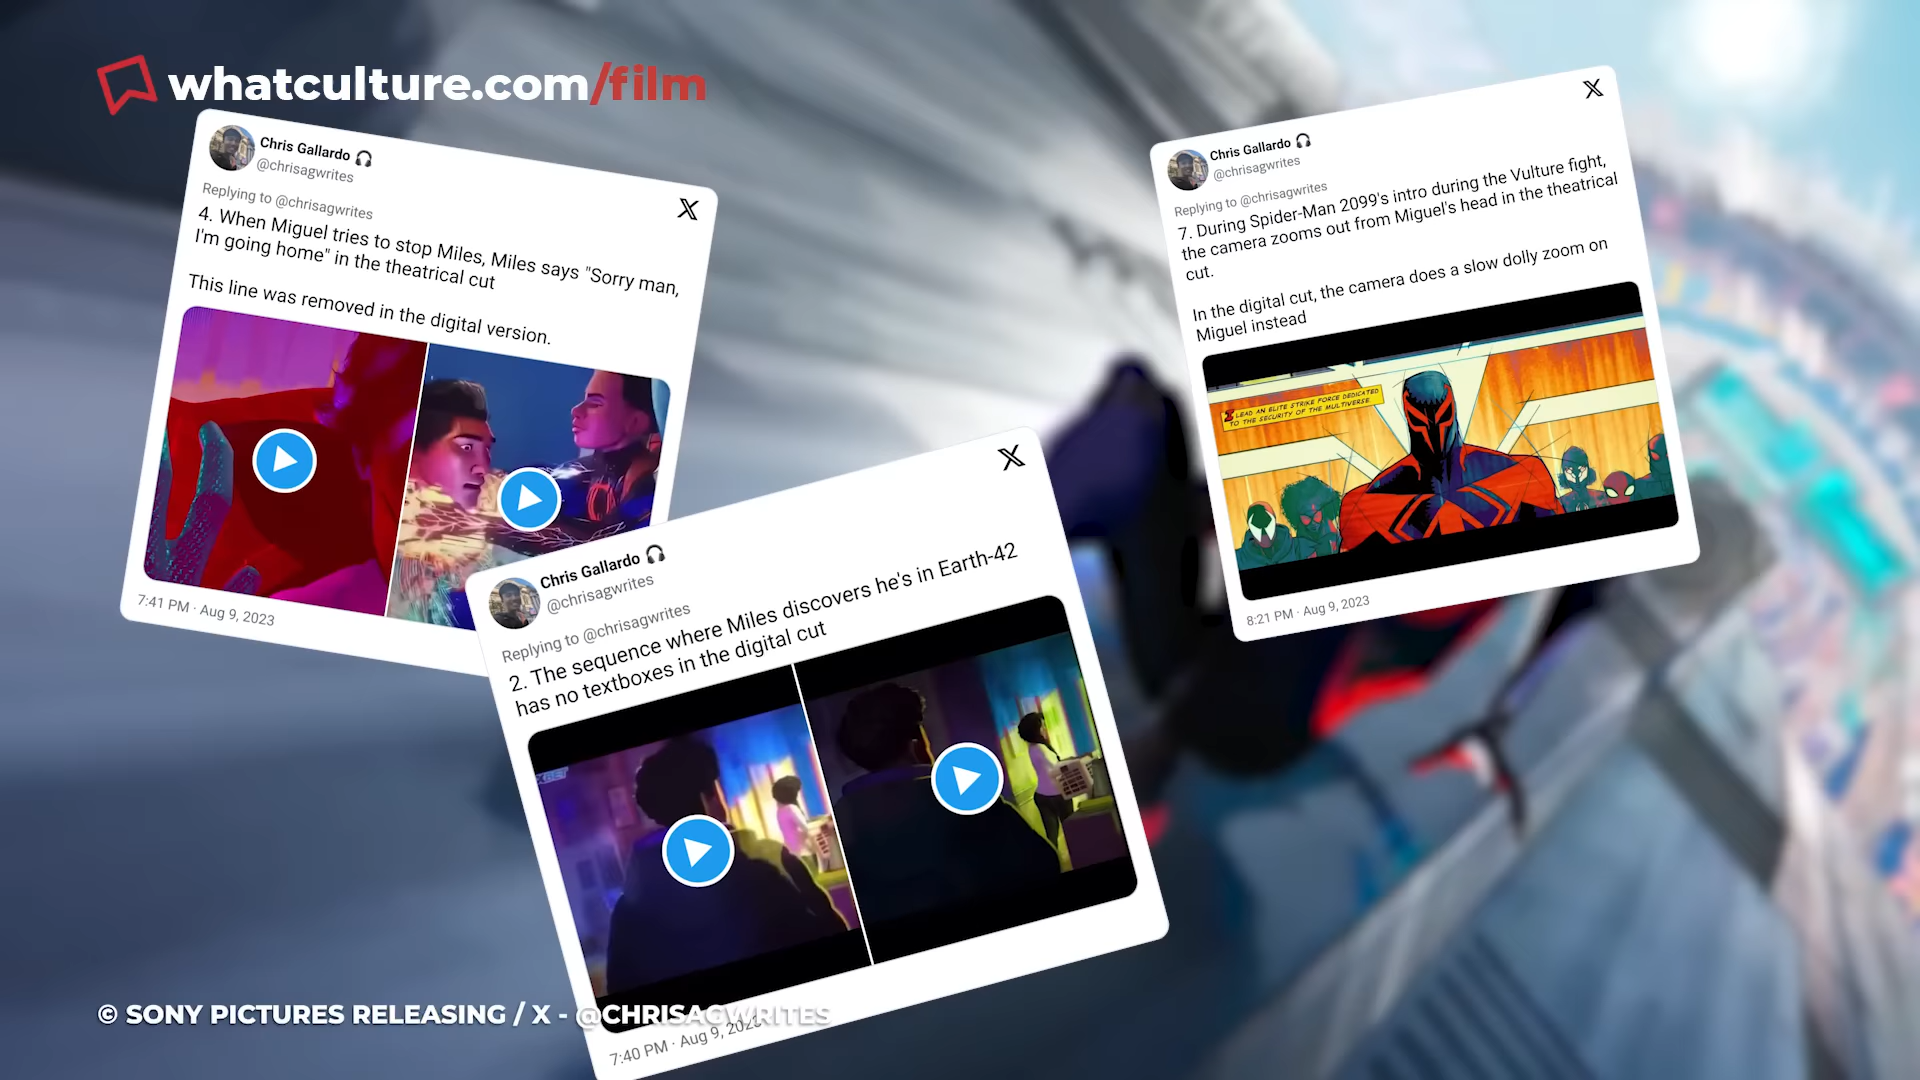 whatculture.com/film
Chris Gallardo
@chrisagwrites
Replying to @chrisagwrites
4. When Miguel tries to stop Miles, Miles says "Sorry man,
I'm going home" in the theatrical cut
This line was removed in the digital version.
7:41 PM · Aug 9, 2023
X
Chris Gallardo
@chrisagwrites
Replying to @chrisagwrites
2. The sequence where Miles discovers he's in Earth-42
has no textboxes in the digital cut
7:40 PM · Aug 9, 2023
X
Chris Gallardo
@chrisagwrites
Replying to @chrisagwrites
7. During Spider-Man 2099's intro during the Vulture fight,
the camera zooms out from Miguel's head in the theatrical
cut.
In the digital cut, the camera does a slow dolly zoom on
Miguel instead
I LEAD AN ELITE STRIKE FORCE DEDICATED
TO THE SECURITY OF THE MULTIVERSE.
8:21 PM · Aug 9, 2023
X
© SONY PICTURES RELEASING / X - @CHRISAGWRITES